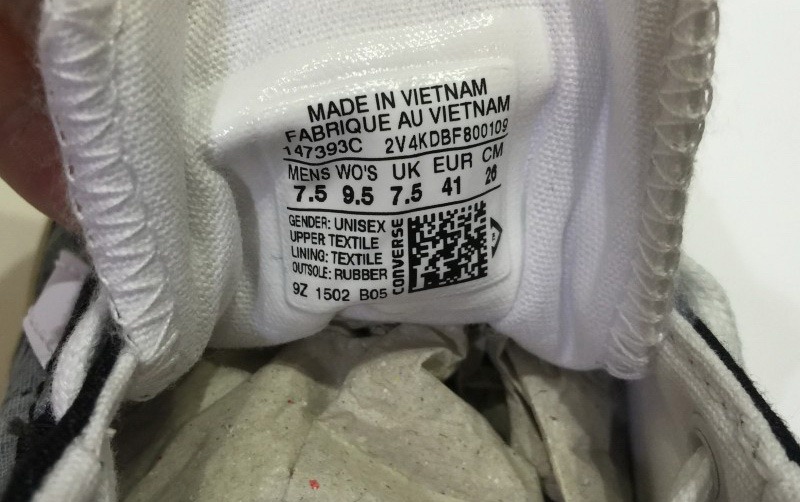 MADE IN VIETNAM
FABRIQUE AU VIETNAM
147393C 2V4KDBF800109
MENS WO'S UK EUR CM
7.5 9.5 7.5 41 26
GENDER: UNISEX
UPPER TEXTILE
LINING: TEXTILE
OUTSOLE: RUBBER
9Z 1502 B05
CONVERSE